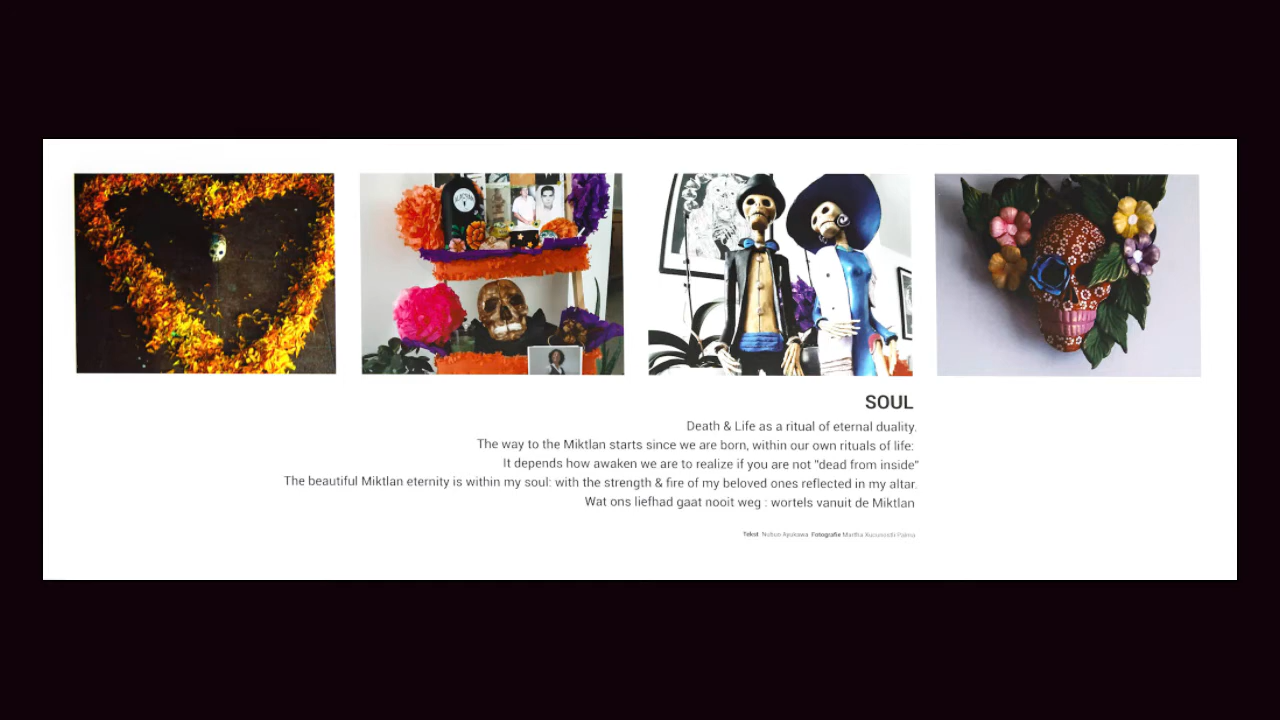 SOUL
Death & Life as a ritual of eternal duality.
The way to the Miktlan starts since we are born, within our own rituals of life:
It depends how awaken we are to realize if you are not "dead from inside"
The beautiful Miktlan eternity is within my soul: with the strength & fire of my beloved ones reflected in my altar.
Wat ons liefhad gaat nooit weg : wortels vanuit de Miktlan
Tekst Fotografie Martha Palma